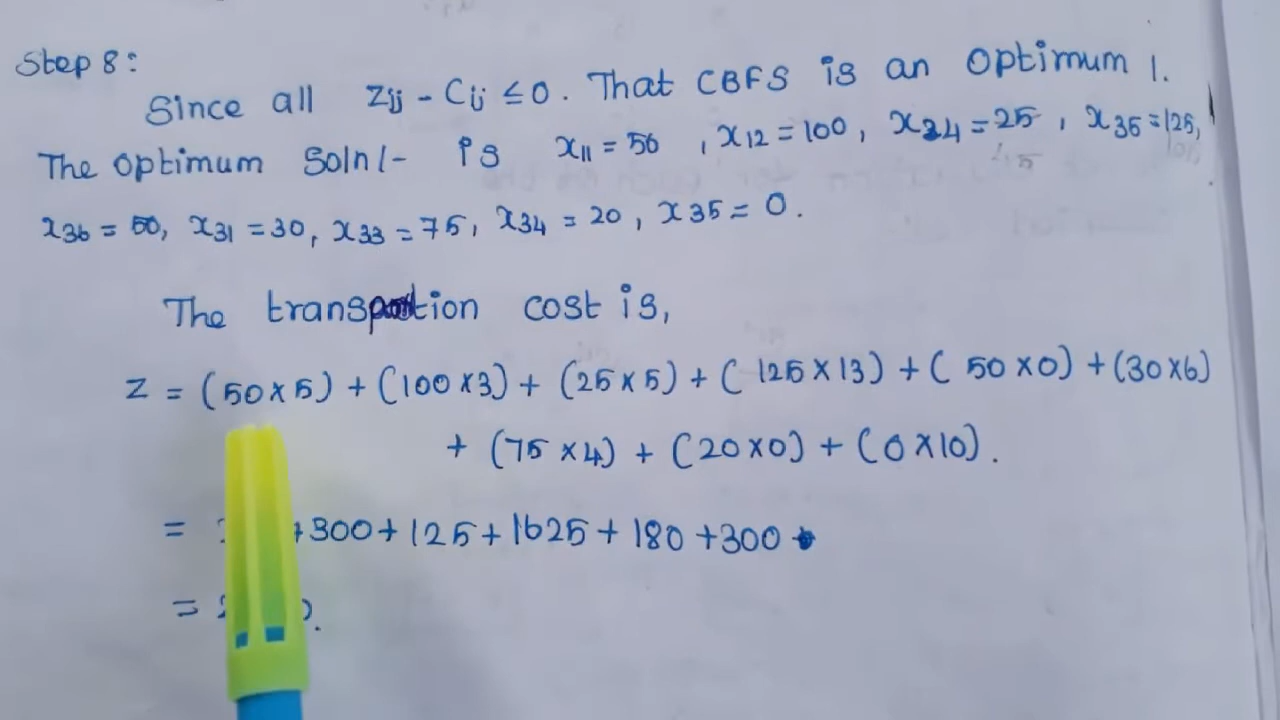 Step 8:
Since all Zij - Cij ≤ 0. That CBFS is an optimum 1.
The optimum soln/- is x11 = 50, x12 = 100, x24 = 25, x35 = 125,
x36 = 50, x31 = 30, x33 = 75, x34 = 20, x35 = 0.
The transpotion cost is,
Z = (50 x 5) + (100 x 3) + (25 x 5) + (125 x 13) + (50 x 0) + (30 x 6)
+ (75 x 4) + (20 x 0) + (0 x 10).
= +300 + 125 + 1625 + 180 + 300
=